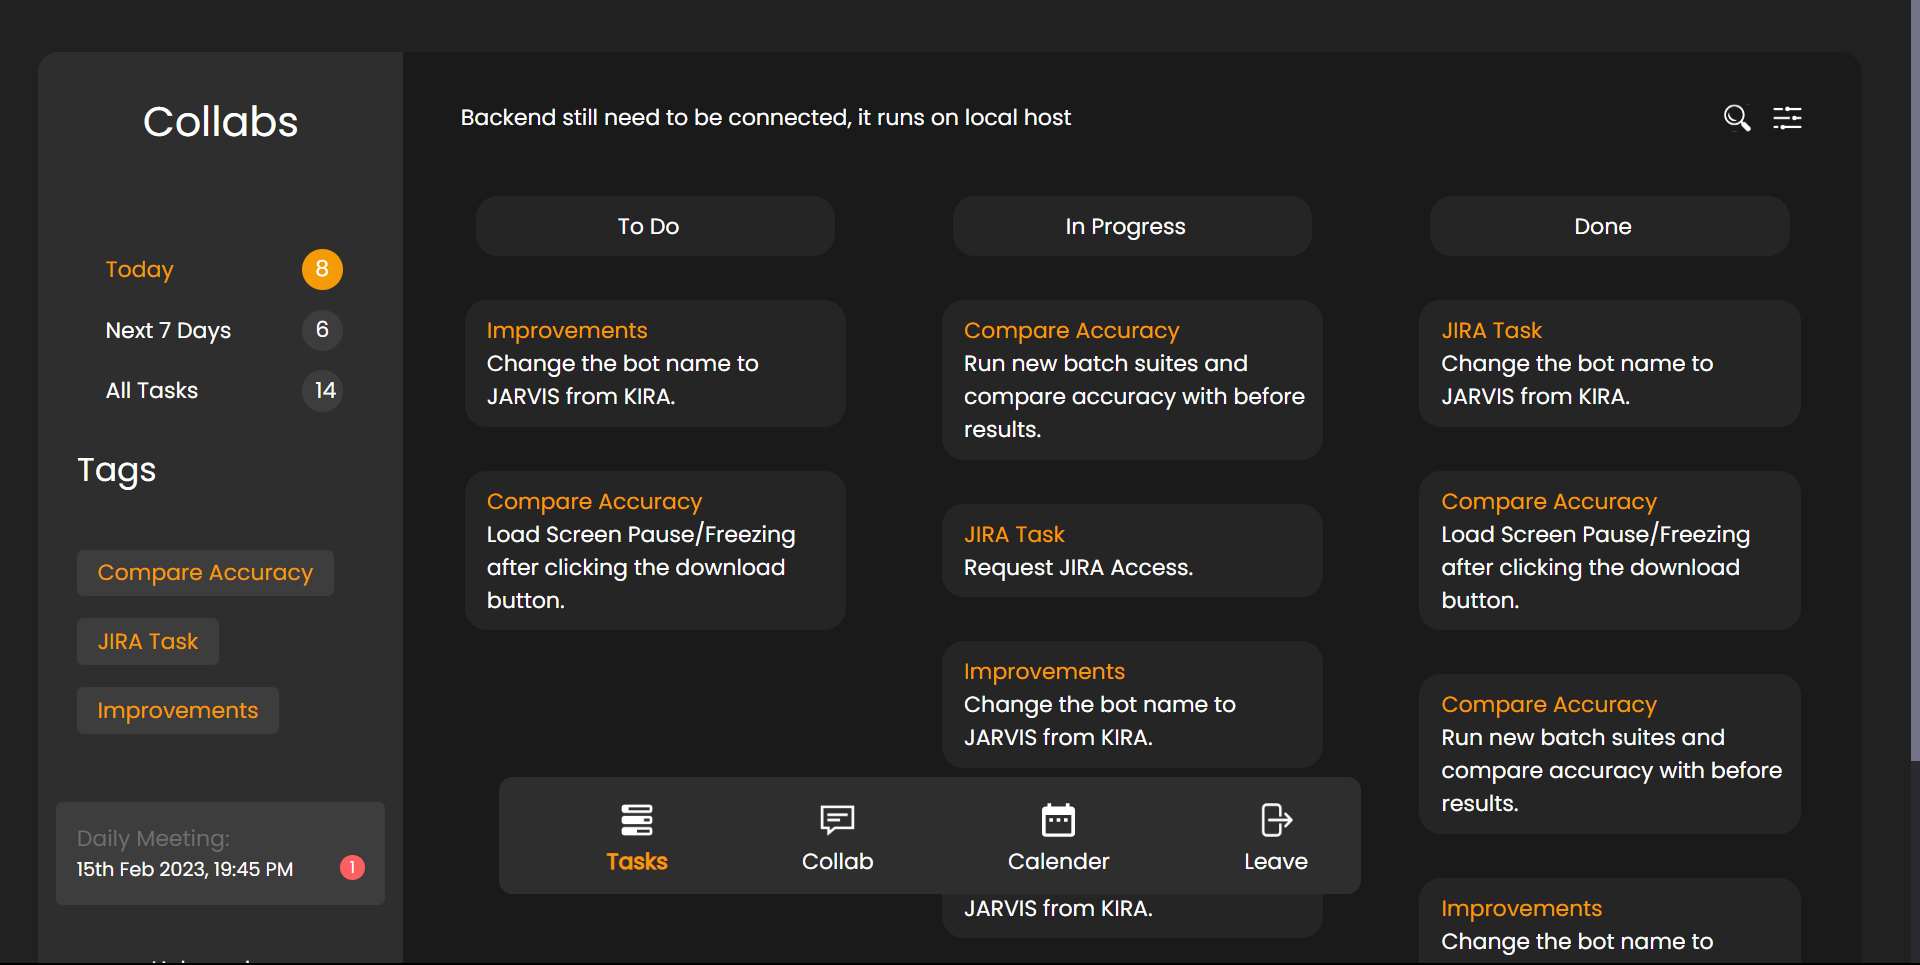 Collabs
Today
8
Next 7 Days
6
All Tasks
14
Tags
Compare Accuracy
JIRA Task
Improvements
Daily Meeting:
15th Feb 2023, 19:45 PM
1
Backend still need to be connected, it runs on local host
To Do
Improvements
Change the bot name to
JARVIS from KIRA.
Compare Accuracy
Load Screen Pause/Freezing
after clicking the download
button.
In Progress
Compare Accuracy
Run new batch suites and
compare accuracy with before
results.
JIRA Task
Request JIRA Access.
Improvements
Change the bot name to
JARVIS from KIRA.
JARVIS from KIRA.
Done
JIRA Task
Change the bot name to
JARVIS from KIRA.
Compare Accuracy
Load Screen Pause/Freezing
after clicking the download
button.
Compare Accuracy
Run new batch suites and
compare accuracy with before
results.
Improvements
Change the bot name to
Tasks
Collab
Calender
Leave